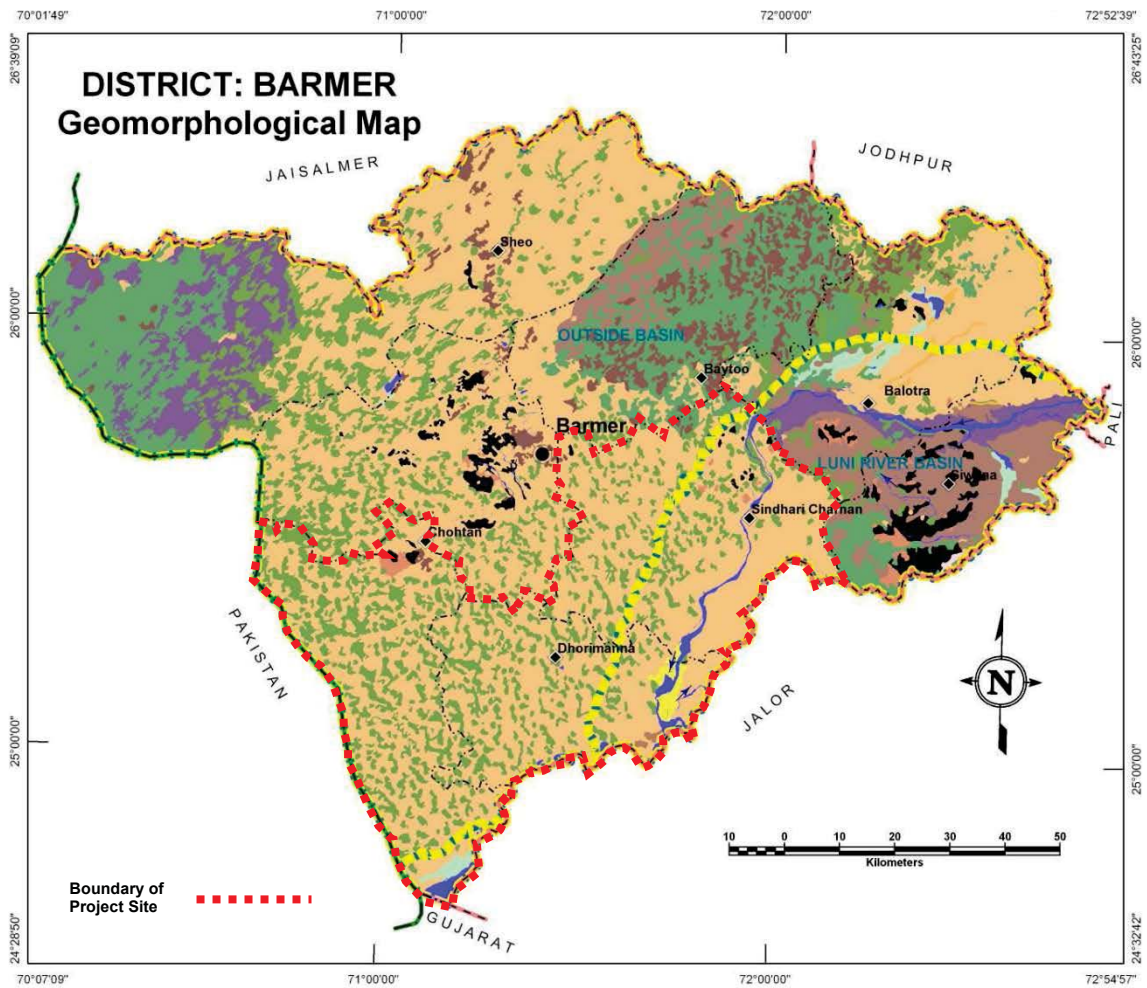 70°01'49"
71°00'00"
72°00'00"
72°52'39"
26°39'09"
26°43'25"
DISTRICT: BARMER
Geomorphological Map
JAISALMER
JODHPUR
Sheo
26°00'00"
26°00'00"
OUTSIDE BASIN
Baytoo
Balotra
PALI
Barmer
LUNI RIVER BASIN
Siwana
Sindhari Charnan
Chohtan
PAKISTAN
Dhorimanna
N
JALOR
25°00'00"
25°00'00"
10 0 10 20 30 40 50
Kilometers
Boundary of
Project Site
GUJARAT
24°28'50"
24°32'42"
70°07'09"
71°00'00"
72°00'00"
72°54'57"